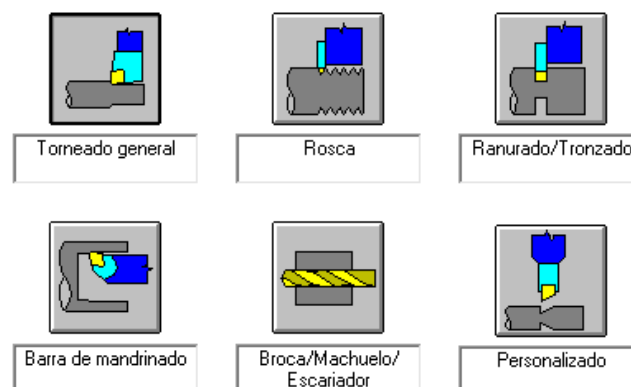 Torneado general
Rosca
Ranurado/Tronzado
Barra de mandrinado
Broca/Machuelo/
Escariador
Personalizado